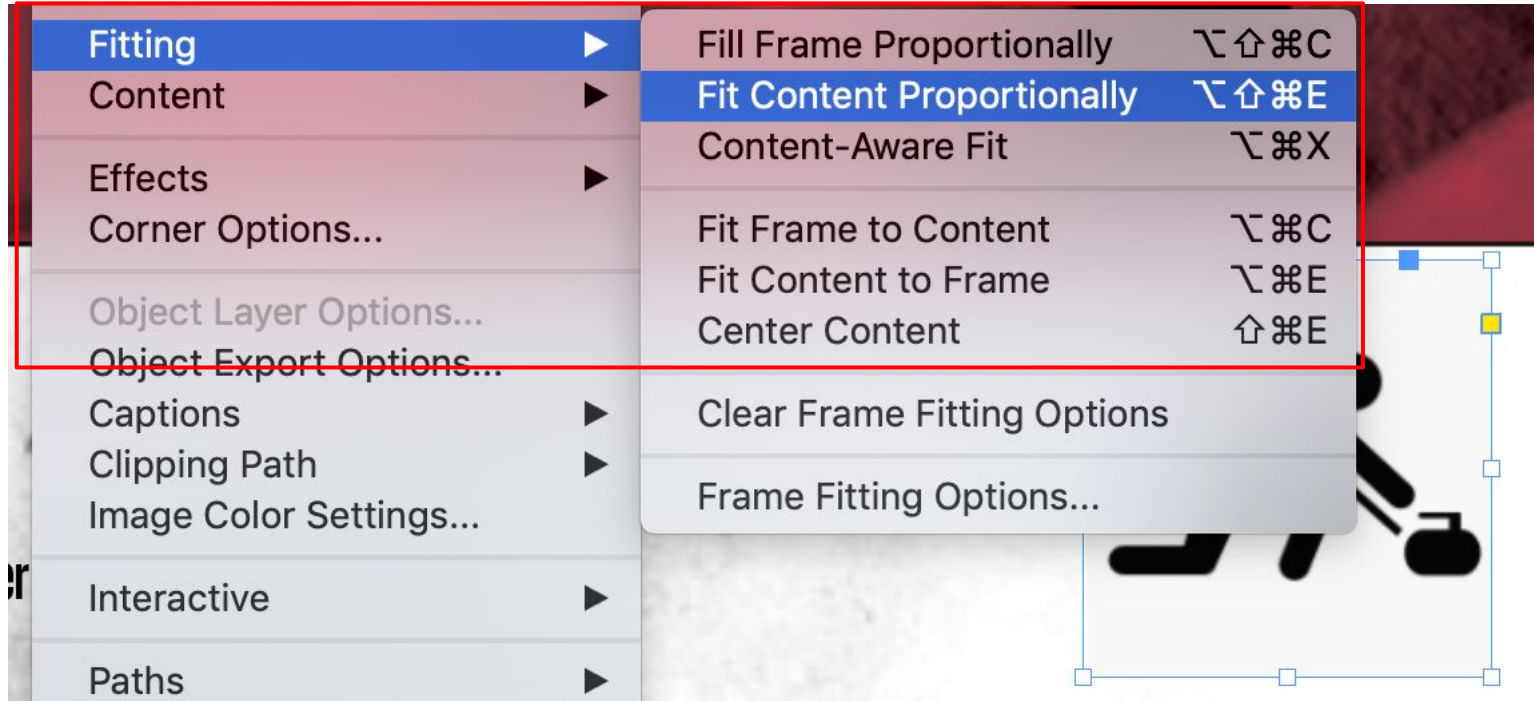 Fitting ▶
Content ▶
Effects ▶
Corner Options...
Object Layer Options...
Object Export Options...
Captions ▶
Clipping Path ▶
Image Color Settings...
Interactive ▶
Paths ▶
Fill Frame Proportionally ⌥⇧⌘C
Fit Content Proportionally ⌥⇧⌘E
Content-Aware Fit ⌥⌘X
Fit Frame to Content ⌥⌘C
Fit Content to Frame ⌥⌘E
Center Content ⇧⌘E
Clear Frame Fitting Options
Frame Fitting Options...